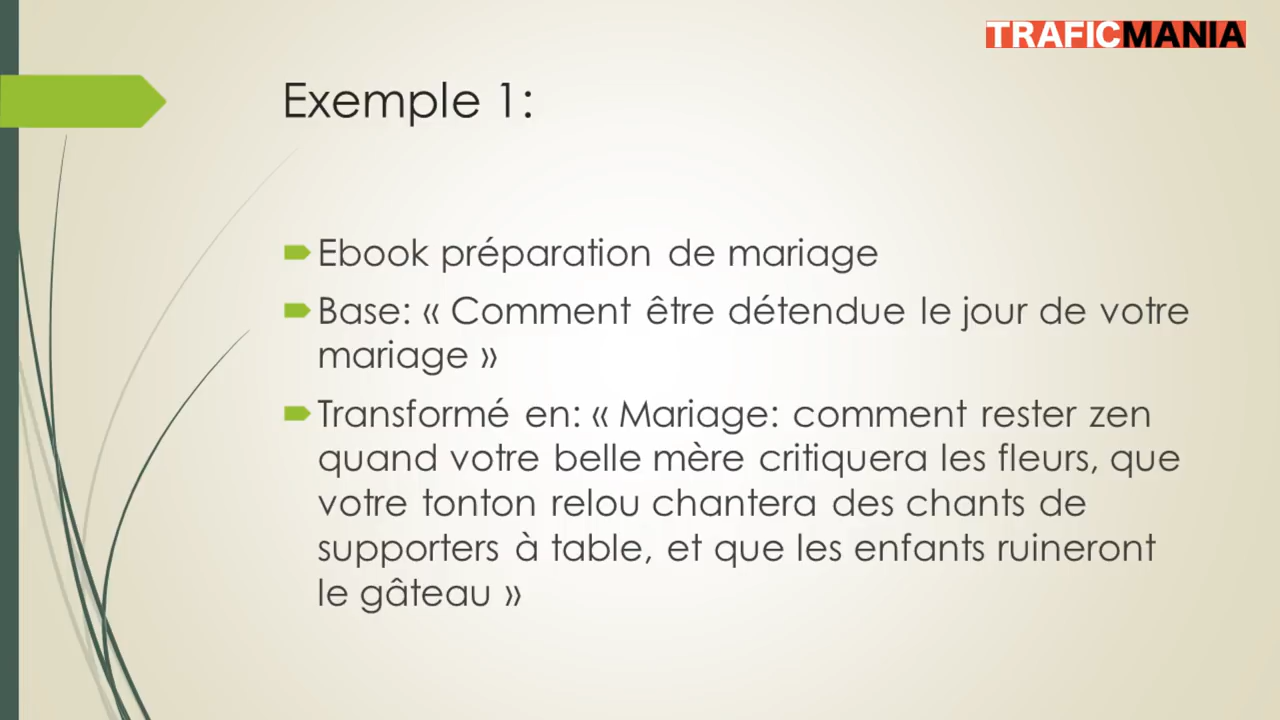 TRAFICMANIA
Exemple 1:
Ebook préparation de mariage
Base: « Comment être détendue le jour de votre
mariage »
Transformé en: « Mariage: comment rester zen
quand votre belle mère critiquera les fleurs, que
votre tonton relou chantera des chants de
supporters à table, et que les enfants ruineront
le gâteau »